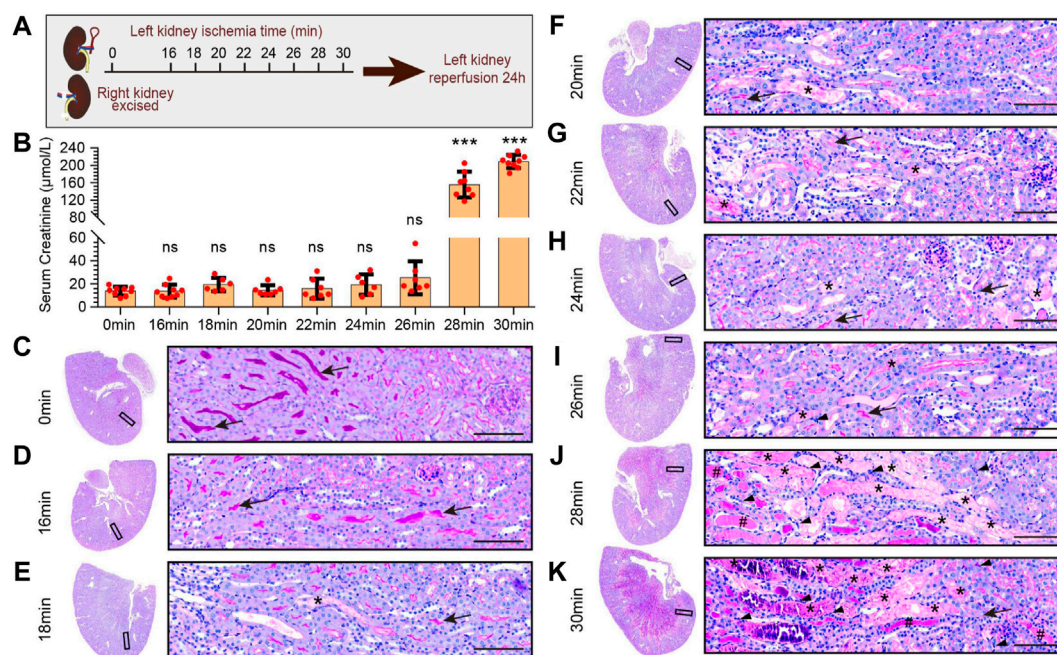 A
Left kidney ischemia time (min)
0 16 18 20 22 24 26 28 30
Right kidney
excised
Left kidney
reperfusion 24h
B
Serum Creatinine (μmol/L)
240
200
160
120
80
60
40
20
0
ns ns ns ns ns ns *** ***
0min 16min 18min 20min 22min 24min 26min 28min 30min
C
0min
D
16min
E
18min
*
F
20min
*
G
22min
* *
H
24min
* *
I
26min
* *
J
28min
# * * * * * * # *
K
30min
* * * * * * * * # #